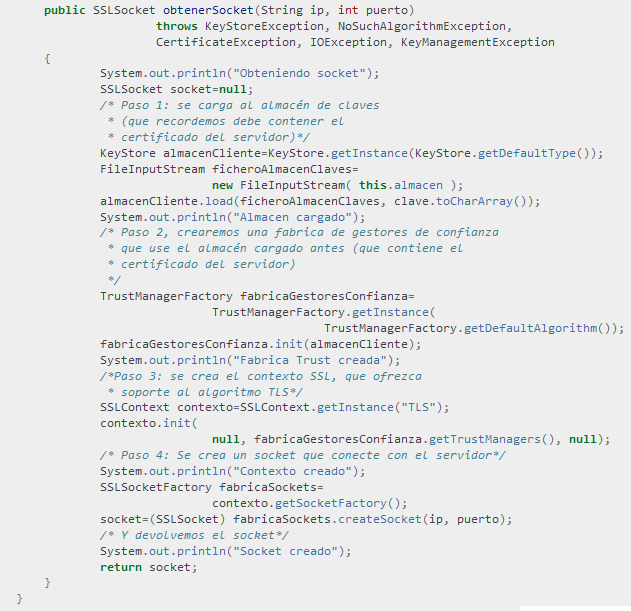 public SSLSocket obtenerSocket(String ip, int puerto)
throws KeyStoreException, NoSuchAlgorithmException,
CertificateException, IOException, KeyManagementException
{
System.out.println("Obteniendo socket");
SSLSocket socket=null;
/* Paso 1: se carga al almacén de claves
* (que recordemos debe contener el
* certificado del servidor)*/
KeyStore almacenCliente=KeyStore.getInstance(KeyStore.getDefaultType());
FileInputStream ficheroAlmacenClaves=
new FileInputStream( this.almacen );
almacenCliente.load(ficheroAlmacenClaves, clave.toCharArray());
System.out.println("Almacen cargado");
/* Paso 2, crearemos una fabrica de gestores de confianza
* que use el almacén cargado antes (que contiene el
* certificado del servidor)
*/
TrustManagerFactory fabricaGestoresConfianza=
TrustManagerFactory.getInstance(
TrustManagerFactory.getDefaultAlgorithm());
fabricaGestoresConfianza.init(almacenCliente);
System.out.println("Fabrica Trust creada");
/*Paso 3: se crea el contexto SSL, que ofrezca
* soporte al algoritmo TLS*/
SSLContext contexto=SSLContext.getInstance("TLS");
contexto.init(
null, fabricaGestoresConfianza.getTrustManagers(), null);
/* Paso 4: Se crea un socket que conecte con el servidor*/
System.out.println("Contexto creado");
SSLSocketFactory fabricaSockets=
contexto.getSocketFactory();
socket=(SSLSocket) fabricaSockets.createSocket(ip, puerto);
/* Y devolvemos el socket*/
System.out.println("Socket creado");
return socket;
}
}